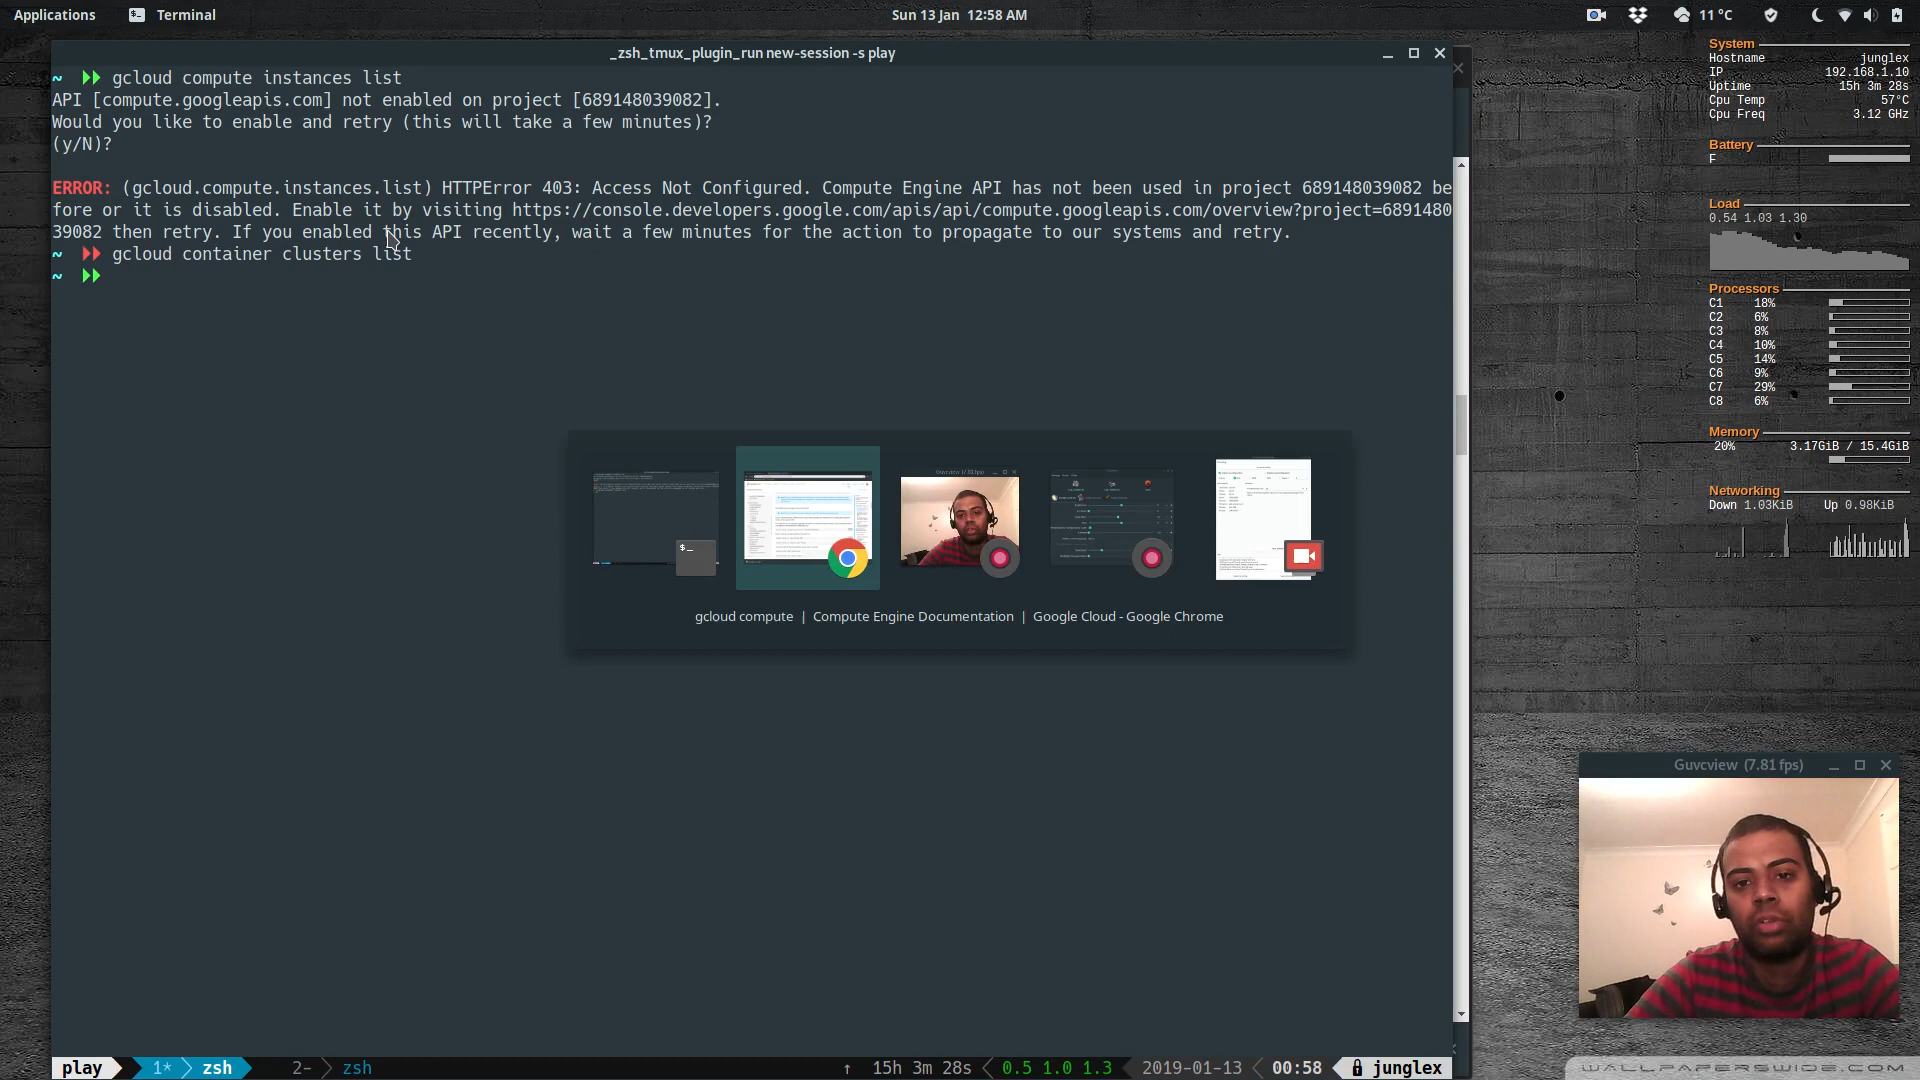 Applications
Terminal
Sun 13 Jan 12:58 AM
11 °C
_zsh_tmux_plugin_run new-session -s play
~ gcloud compute instances list
API [compute.googleapis.com] not enabled on project [689148039082].
Would you like to enable and retry (this will take a few minutes)?
(y/N)?
ERROR: (gcloud.compute.instances.list) HTTPError 403: Access Not Configured. Compute Engine API has not been used in project 689148039082 be
fore or it is disabled. Enable it by visiting https://console.developers.google.com/apis/api/compute.googleapis.com/overview?project=6891480
39082 then retry. If you enabled this API recently, wait a few minutes for the action to propagate to our systems and retry.
~ gcloud container clusters list
~
gcloud compute | Compute Engine Documentation | Google Cloud - Google Chrome
System
Hostname junglex
IP 192.168.1.10
Uptime 15h 3m 28s
Cpu Temp 57°C
Cpu Freq 3.12 GHz
Battery
F
Load
0.54 1.03 1.30
Processors
C1 18%
C2 6%
C3 8%
C4 10%
C5 14%
C6 9%
C7 29%
C8 6%
Memory
20% 3.17GiB / 15.4GiB
Networking
Down 1.03KiB Up 0.98KiB
Guvcview (7.81 fps)
play 1* zsh 2- zsh
↑ 15h 3m 28s 0.5 1.0 1.3 2019-01-13 00:58 junglex
WALLPAPERSWIDE.COM